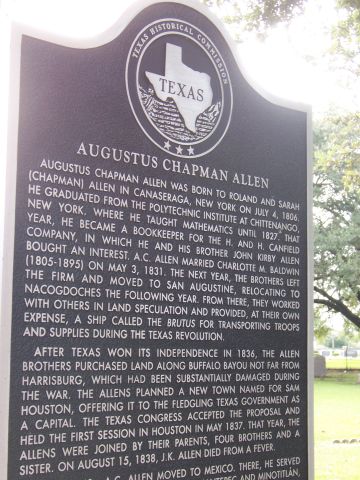 TEXAS HISTORICAL COMMISSION
TEXAS
AUGUSTUS CHAPMAN ALLEN
AUGUSTUS CHAPMAN ALLEN WAS BORN TO ROLAND AND SARAH
(CHAPMAN) ALLEN IN CANASERAGA, NEW YORK ON JULY 4, 1806.
HE GRADUATED FROM THE POLYTECHNIC INSTITUTE AT CHITTENANGO,
NEW YORK, WHERE HE TAUGHT MATHEMATICS UNTIL 1827. THAT
YEAR, HE BECAME A BOOKKEEPER FOR THE H. AND H. CANFIELD
COMPANY, IN WHICH HE AND HIS BROTHER JOHN KIRBY ALLEN
BOUGHT AN INTEREST. A.C. ALLEN MARRIED CHARLOTTE M. BALDWIN
(1805-1895) ON MAY 3, 1831. THE NEXT YEAR, THE BROTHERS LEFT
THE FIRM AND MOVED TO SAN AUGUSTINE, RELOCATING TO
NACOGDOCHES THE FOLLOWING YEAR. FROM THERE, THEY WORKED
WITH OTHERS IN LAND SPECULATION AND PROVIDED, AT THEIR OWN
EXPENSE, A SHIP CALLED THE BRUTUS FOR TRANSPORTING TROOPS
AND SUPPLIES DURING THE TEXAS REVOLUTION.
AFTER TEXAS WON ITS INDEPENDENCE IN 1836, THE ALLEN
BROTHERS PURCHASED LAND ALONG BUFFALO BAYOU NOT FAR FROM
HARRISBURG, WHICH HAD BEEN SUBSTANTIALLY DAMAGED DURING
THE WAR. THE ALLENS PLANNED A NEW TOWN NAMED FOR SAM
HOUSTON, OFFERING IT TO THE FLEDGLING TEXAS GOVERNMENT AS
A CAPITAL. THE TEXAS CONGRESS ACCEPTED THE PROPOSAL AND
HELD THE FIRST SESSION IN HOUSTON IN MAY 1837. THAT YEAR, THE
ALLENS WERE JOINED BY THEIR PARENTS, FOUR BROTHERS AND A
SISTER. ON AUGUST 15, 1838, J.K. ALLEN DIED FROM A FEVER.
A.C. ALLEN MOVED TO MEXICO. THERE, HE SERVED
AND MINOTITLÁN,